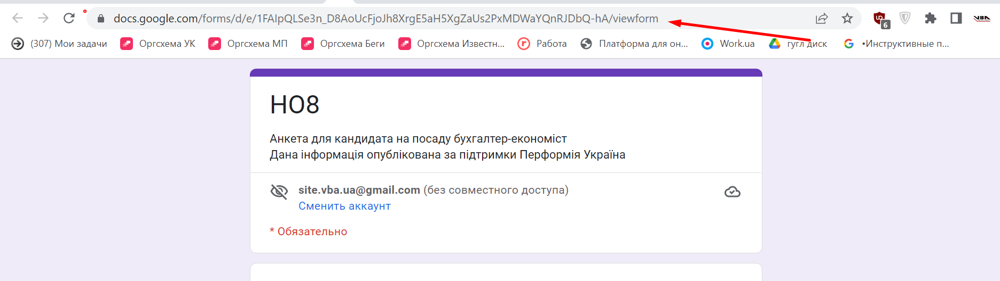 docs.google.com/forms/d/e/1FAIpQLSe3n_D8AoUcFjoJh8XrgE5aH5XgZaUs2PxMDWaYQnRJDbQ-hA/viewform
6
VBA
(307) Мои задачи Оргсхема УК Оргсхема МП Оргсхема Беги Оргсхема Известн... Работа Платформа для он... Work.ua гугл диск •Инструктивные п...
НО8
Анкета для кандидата на посаду бухгалтер-економіст
Дана інформація опублікована за підтримки Перформія Україна
site.vba.ua@gmail.com (без совместного доступа)
Сменить аккаунт
* Обязательно